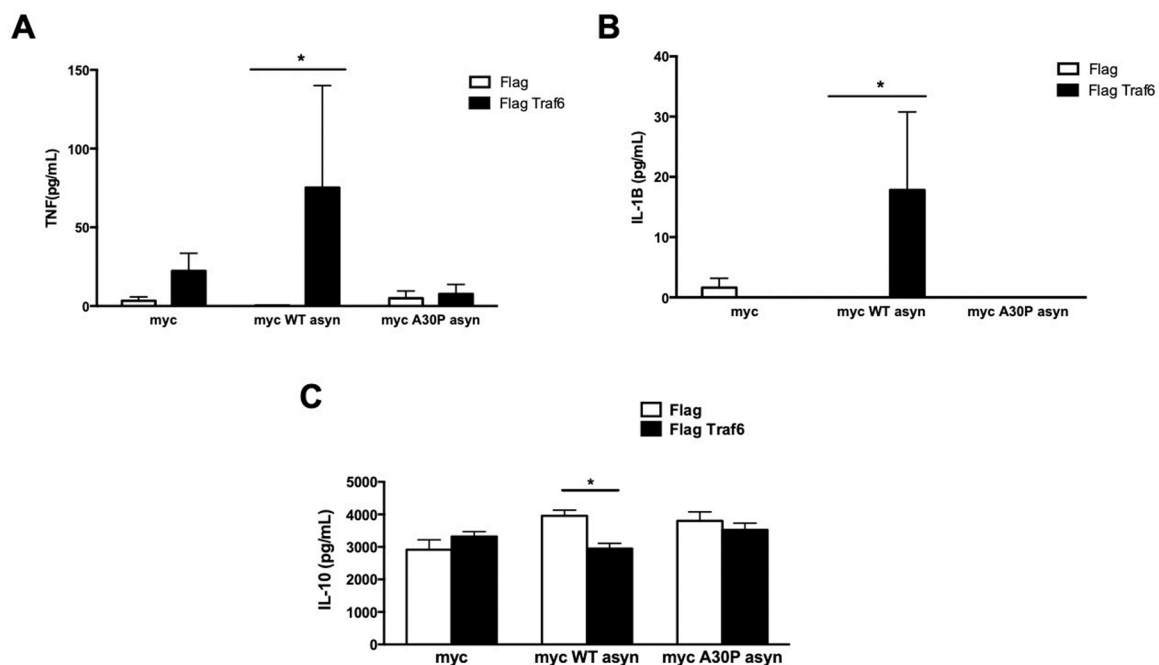 A
*
150
100
50
0
TNF(pg/mL)
Flag
Flag Traf6
myc
myc WT asyn
myc A30P asyn
B
*
40
30
20
10
0
IL-1B (pg/mL)
Flag
Flag Traf6
myc
myc WT asyn
myc A30P asyn
C
Flag
Flag Traf6
*
5000
4000
3000
2000
1000
0
IL-10 (pg/mL)
myc
myc WT asyn
myc A30P asyn